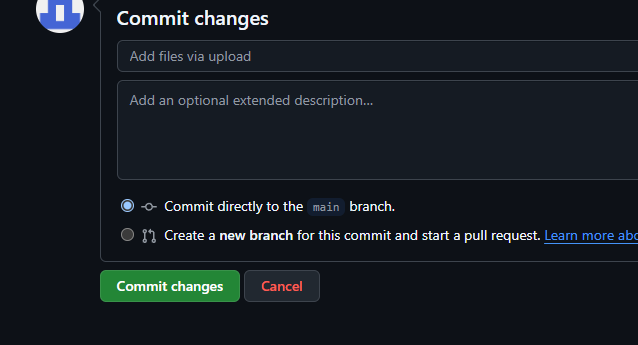 Commit changes
Add files via upload
Add an optional extended description...
Commit directly to the main branch.
Create a new branch for this commit and start a pull request. Learn more
Commit changes Cancel